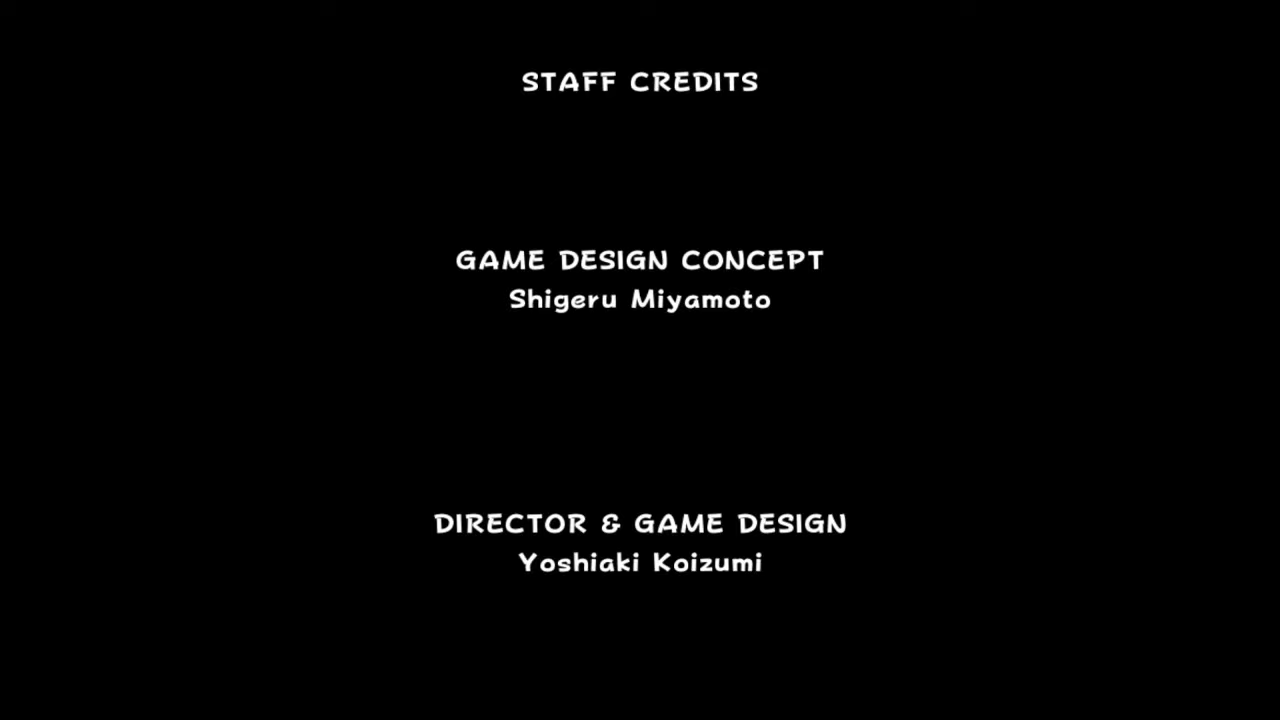 STAFF CREDITS
GAME DESIGN CONCEPT
Shigeru Miyamoto
DIRECTOR & GAME DESIGN
Yoshiaki Koizumi